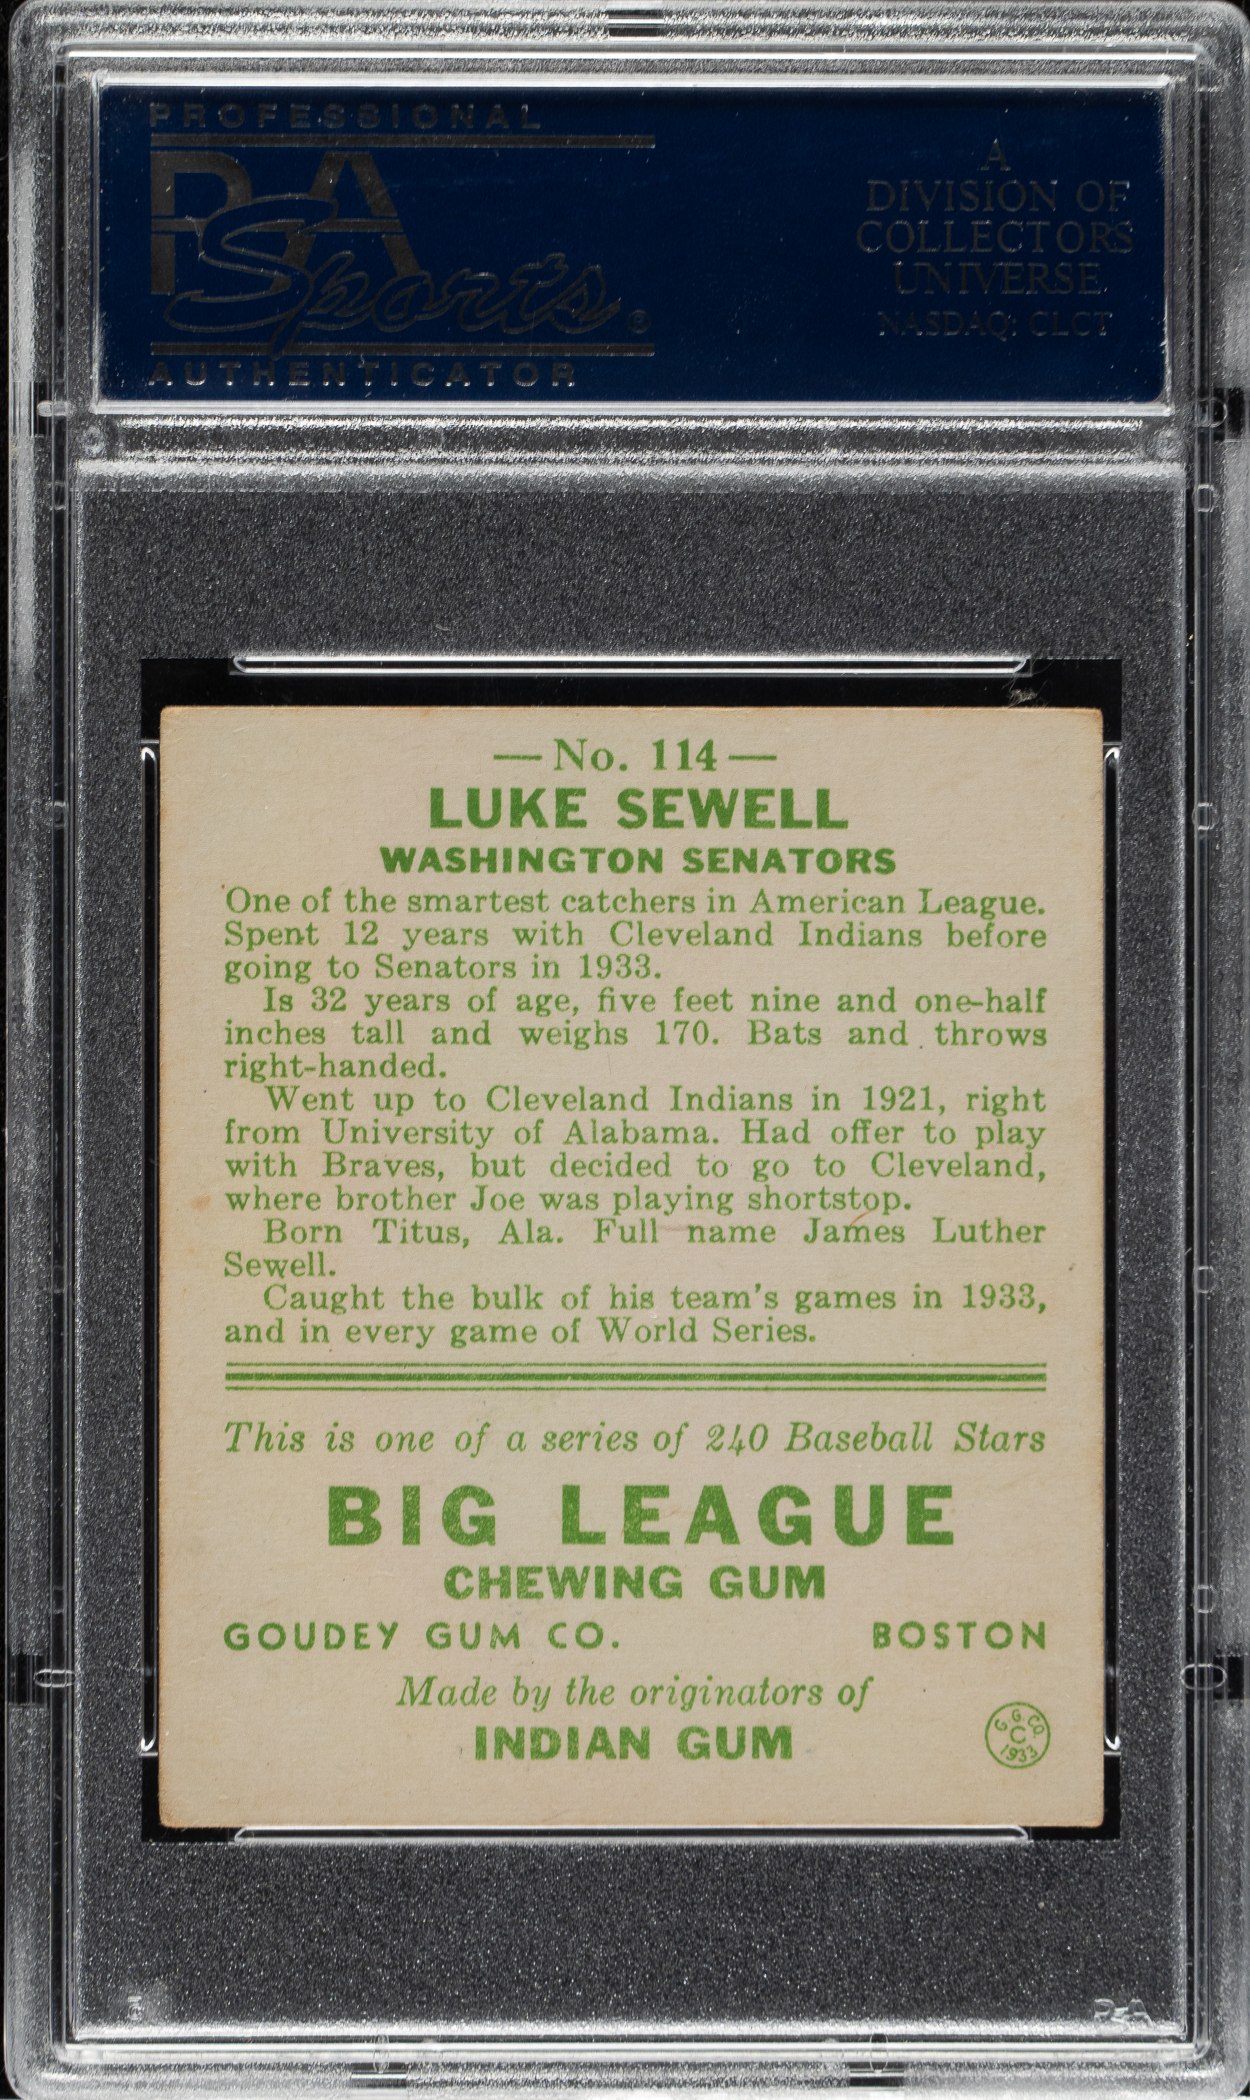 PROFESSIONAL
PSA
Sports®
AUTHENTICATOR
A
DIVISION OF
COLLECTORS
UNIVERSE
NASDAQ: CLCT
—No. 114—
LUKE SEWELL
WASHINGTON SENATORS
One of the smartest catchers in American League.
Spent 12 years with Cleveland Indians before
going to Senators in 1933.
Is 32 years of age, five feet nine and one-half
inches tall and weighs 170. Bats and throws
right-handed.
Went up to Cleveland Indians in 1921, right
from University of Alabama. Had offer to play
with Braves, but decided to go to Cleveland,
where brother Joe was playing shortstop.
Born Titus, Ala. Full name James Luther
Sewell.
Caught the bulk of his team's games in 1933,
and in every game of World Series.
This is one of a series of 240 Baseball Stars
BIG LEAGUE
CHEWING GUM
GOUDEY GUM CO. BOSTON
Made by the originators of
INDIAN GUM
G. G. CO.
C
1933
5
PSA